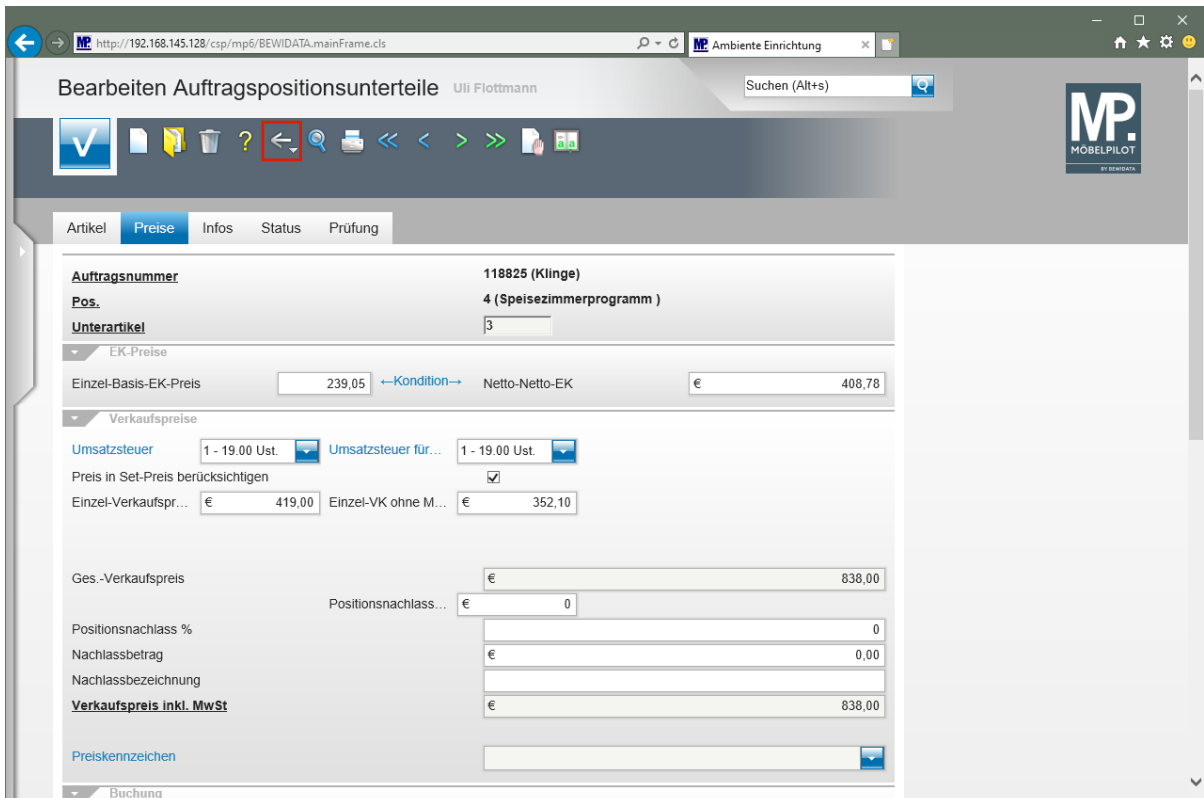 http://192.168.145.128/csp/mp6/BEWIDATA.mainFrame.cls
MP Ambiente Einrichtung
Bearbeiten Auftragspositionsunterteile Uli Flottmann
Suchen (Alt+s)
MP.
MÖBELPILOT
BY BEWIDATA
Artikel Preise Infos Status Prüfung
Auftragsnummer 118825 (Klinge)
Pos. 4 (Speisezimmerprogramm )
Unterartikel 3
EK-Preise
Einzel-Basis-EK-Preis 239,05 ←Kondition→ Netto-Netto-EK € 408,78
Verkaufspreise
Umsatzsteuer 1 - 19.00 Ust. Umsatzsteuer für... 1 - 19.00 Ust.
Preis in Set-Preis berücksichtigen
Einzel-Verkaufspr... € 419,00 Einzel-VK ohne M... € 352,10
Ges.-Verkaufspreis € 838,00
Positionsnachlass... € 0
Positionsnachlass % 0
Nachlassbetrag € 0,00
Nachlassbezeichnung
Verkaufspreis inkl. MwSt € 838,00
Preiskennzeichen
Buchung